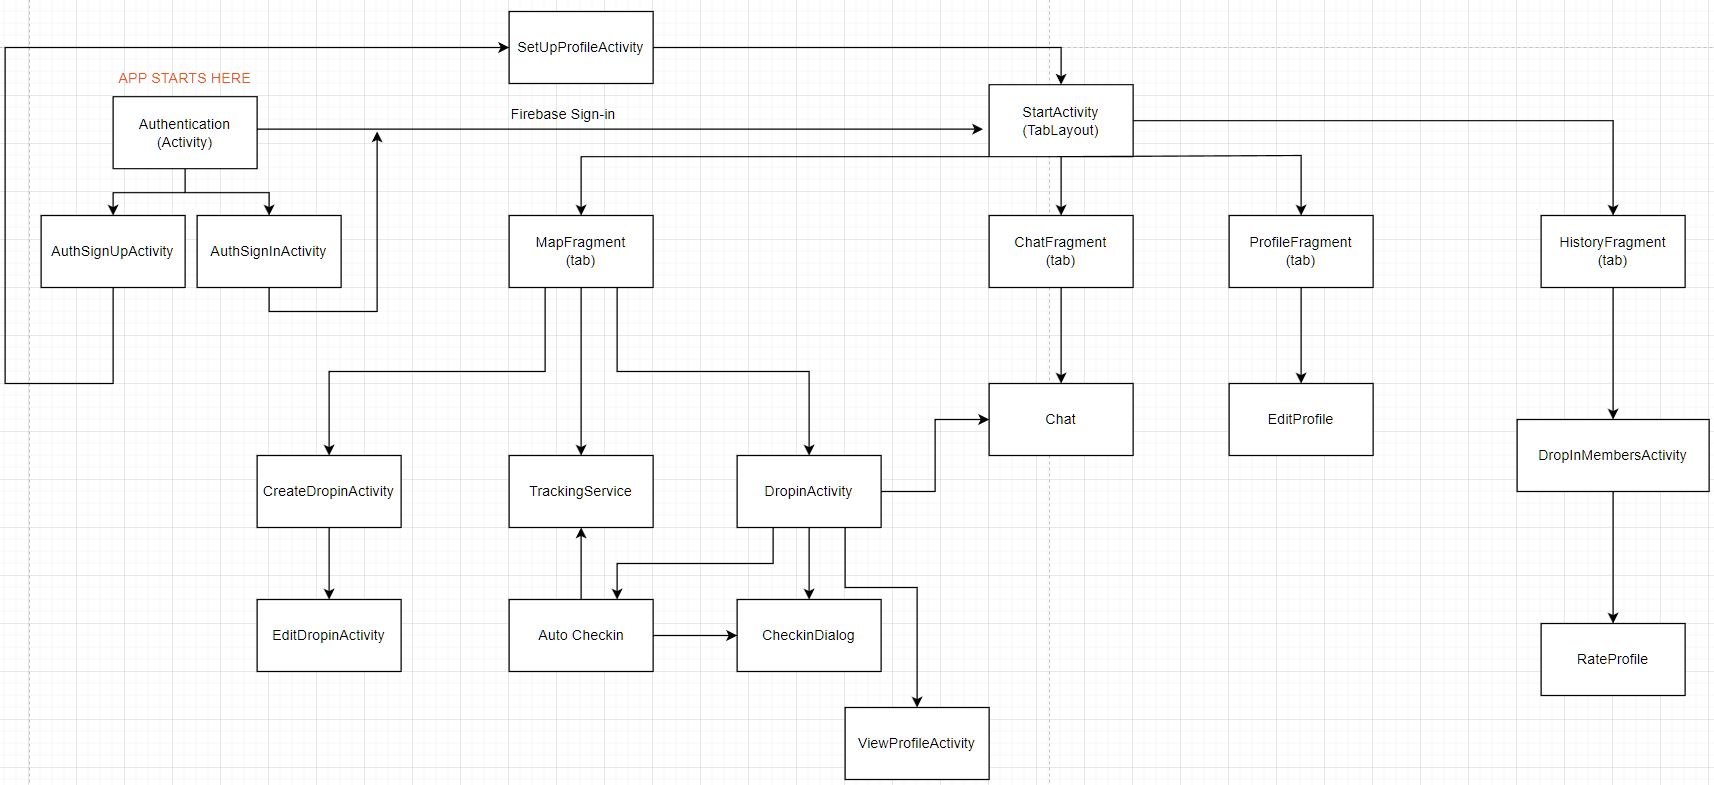 SetUpProfileActivity
APP STARTS HERE
Authentication
(Activity)
Firebase Sign-in
StartActivity
(TabLayout)
AuthSignUpActivity
AuthSignInActivity
MapFragment
(tab)
ChatFragment
(tab)
ProfileFragment
(tab)
HistoryFragment
(tab)
Chat
EditProfile
DropInMembersActivity
CreateDropinActivity
TrackingService
DropinActivity
EditDropinActivity
Auto Checkin
CheckinDialog
RateProfile
ViewProfileActivity